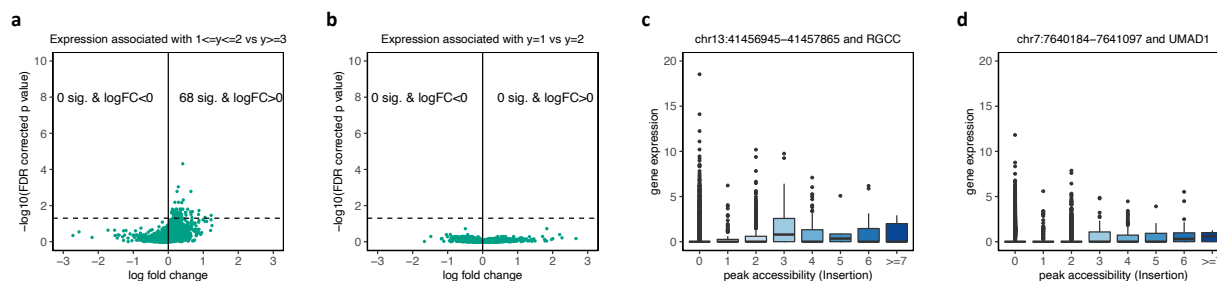 a
Expression associated with 1<=y<=2 vs y>=3
−log10(FDR corrected p value)
10
8
6
4
2
0
0 sig. & logFC<0
68 sig. & logFC>0
−3 −2 −1 0 1 2 3
log fold change
b
Expression associated with y=1 vs y=2
−log10(FDR corrected p value)
10
8
6
4
2
0
0 sig. & logFC<0
0 sig. & logFC>0
−3 −2 −1 0 1 2 3
log fold change
c
chr13:41456945−41457865 and RGCC
gene expression
20
15
10
5
0
0 1 2 3 4 5 6 >=7
peak accessibility (Insertion)
d
chr7:7640184−7641097 and UMAD1
gene expression
20
15
10
5
0
0 1 2 3 4 5 6
peak accessibility (Insertion)